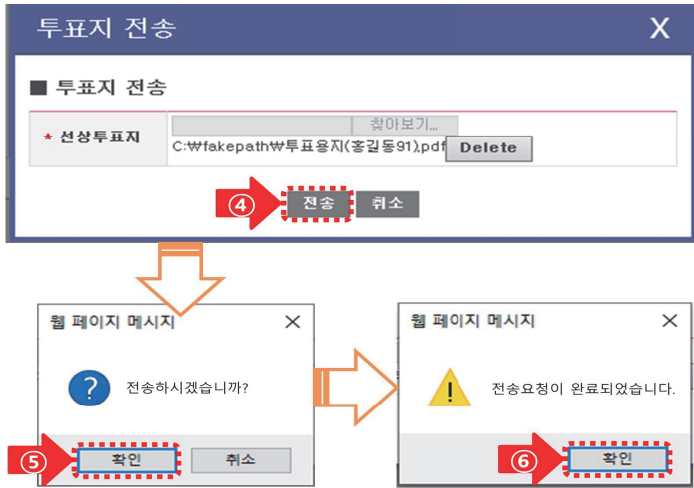 투표지 전송 X
■ 투표지 전송
* 선상투표지
찾아보기...
C:₩fakepath₩투표용지(홍길동91).pdf Delete
④ 전송 취소
웹 페이지 메시지
전송하시겠습니까?
⑤ 확인 취소
웹 페이지 메시지
전송요청이 완료되었습니다.
⑥ 확인